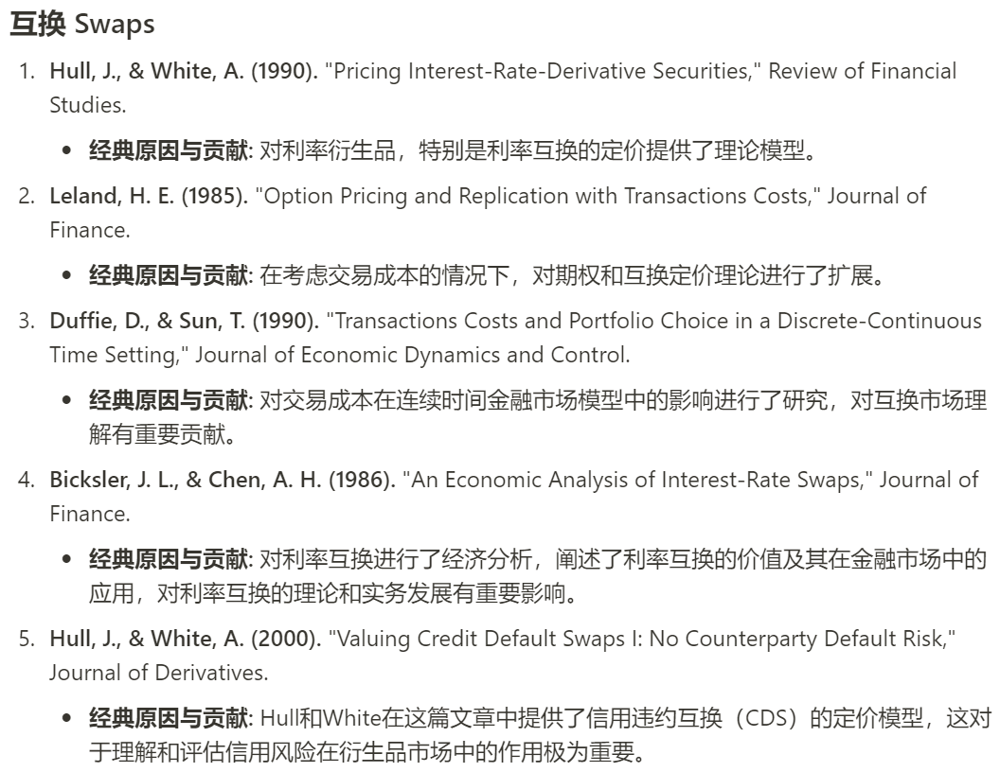 互换 Swaps
1. Hull, J., & White, A. (1990). "Pricing Interest-Rate-Derivative Securities," Review of Financial
Studies.
• 经典原因与贡献: 对利率衍生品，特别是利率互换的定价提供了理论模型。
2. Leland, H. E. (1985). "Option Pricing and Replication with Transactions Costs," Journal of
Finance.
• 经典原因与贡献: 在考虑交易成本的情况下，对期权和互换定价理论进行了扩展。
3. Duffie, D., & Sun, T. (1990). "Transactions Costs and Portfolio Choice in a Discrete-Continuous
Time Setting," Journal of Economic Dynamics and Control.
• 经典原因与贡献: 对交易成本在连续时间金融市场模型中的影响进行了研究，对互换市场理
解有重要贡献。
4. Bicksler, J. L., & Chen, A. H. (1986). "An Economic Analysis of Interest-Rate Swaps," Journal of
Finance.
• 经典原因与贡献: 对利率互换进行了经济分析，阐述了利率互换的价值及其在金融市场中的
应用，对利率互换的理论和实务发展有重要影响。
5. Hull, J., & White, A. (2000). "Valuing Credit Default Swaps I: No Counterparty Default Risk,"
Journal of Derivatives.
• 经典原因与贡献: Hull和White在这篇文章中提供了信用违约互换（CDS）的定价模型，这对
于理解和评估信用风险在衍生品市场中的作用极为重要。